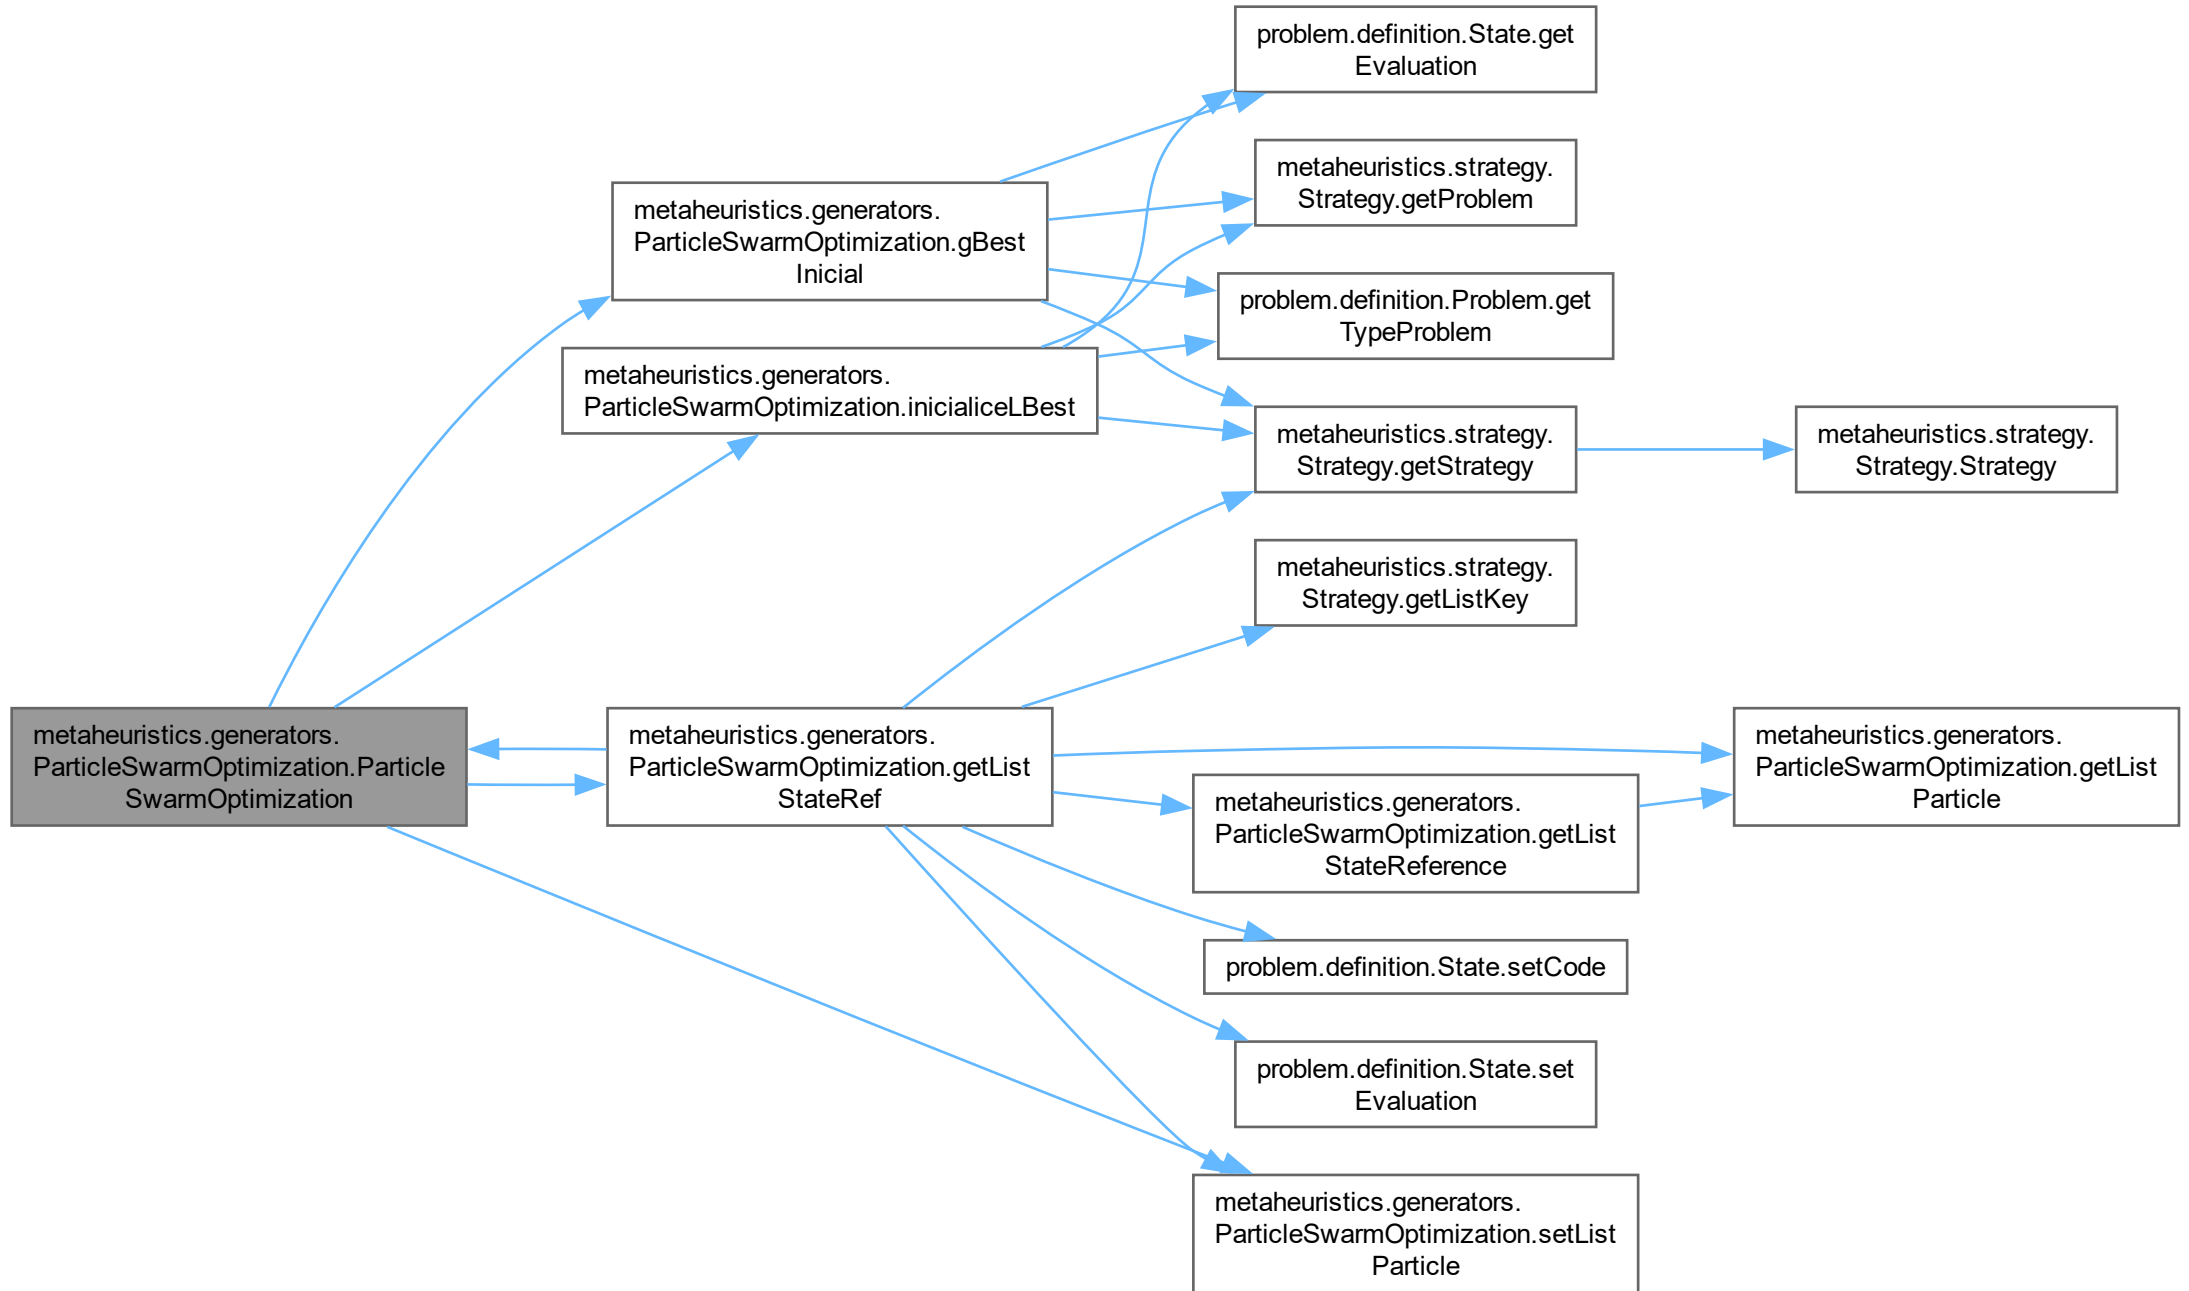 problem.definition.State.get
Evaluation
metaheuristics.strategy.
Strategy.getProblem
metaheuristics.generators.
ParticleSwarmOptimization.gBest
Inicial
problem.definition.Problem.get
TypeProblem
metaheuristics.generators.
ParticleSwarmOptimization.inicialiceLBest
metaheuristics.strategy.
Strategy.getStrategy
metaheuristics.strategy.
Strategy.Strategy
metaheuristics.strategy.
Strategy.getListKey
metaheuristics.generators.
ParticleSwarmOptimization.Particle
SwarmOptimization
metaheuristics.generators.
ParticleSwarmOptimization.getList
StateRef
metaheuristics.generators.
ParticleSwarmOptimization.getList
Particle
metaheuristics.generators.
ParticleSwarmOptimization.getList
StateReference
problem.definition.State.setCode
problem.definition.State.set
Evaluation
metaheuristics.generators.
ParticleSwarmOptimization.setList
Particle